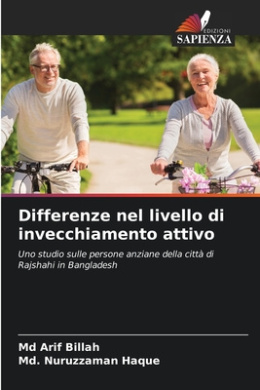 EDIZIONI
SAPIENZA
Differenze nel livello di
invecchiamento attivo
Uno studio sulle persone anziane della città di
Rajshahi in Bangladesh
Md Arif Billah
Md. Nuruzzaman Haque